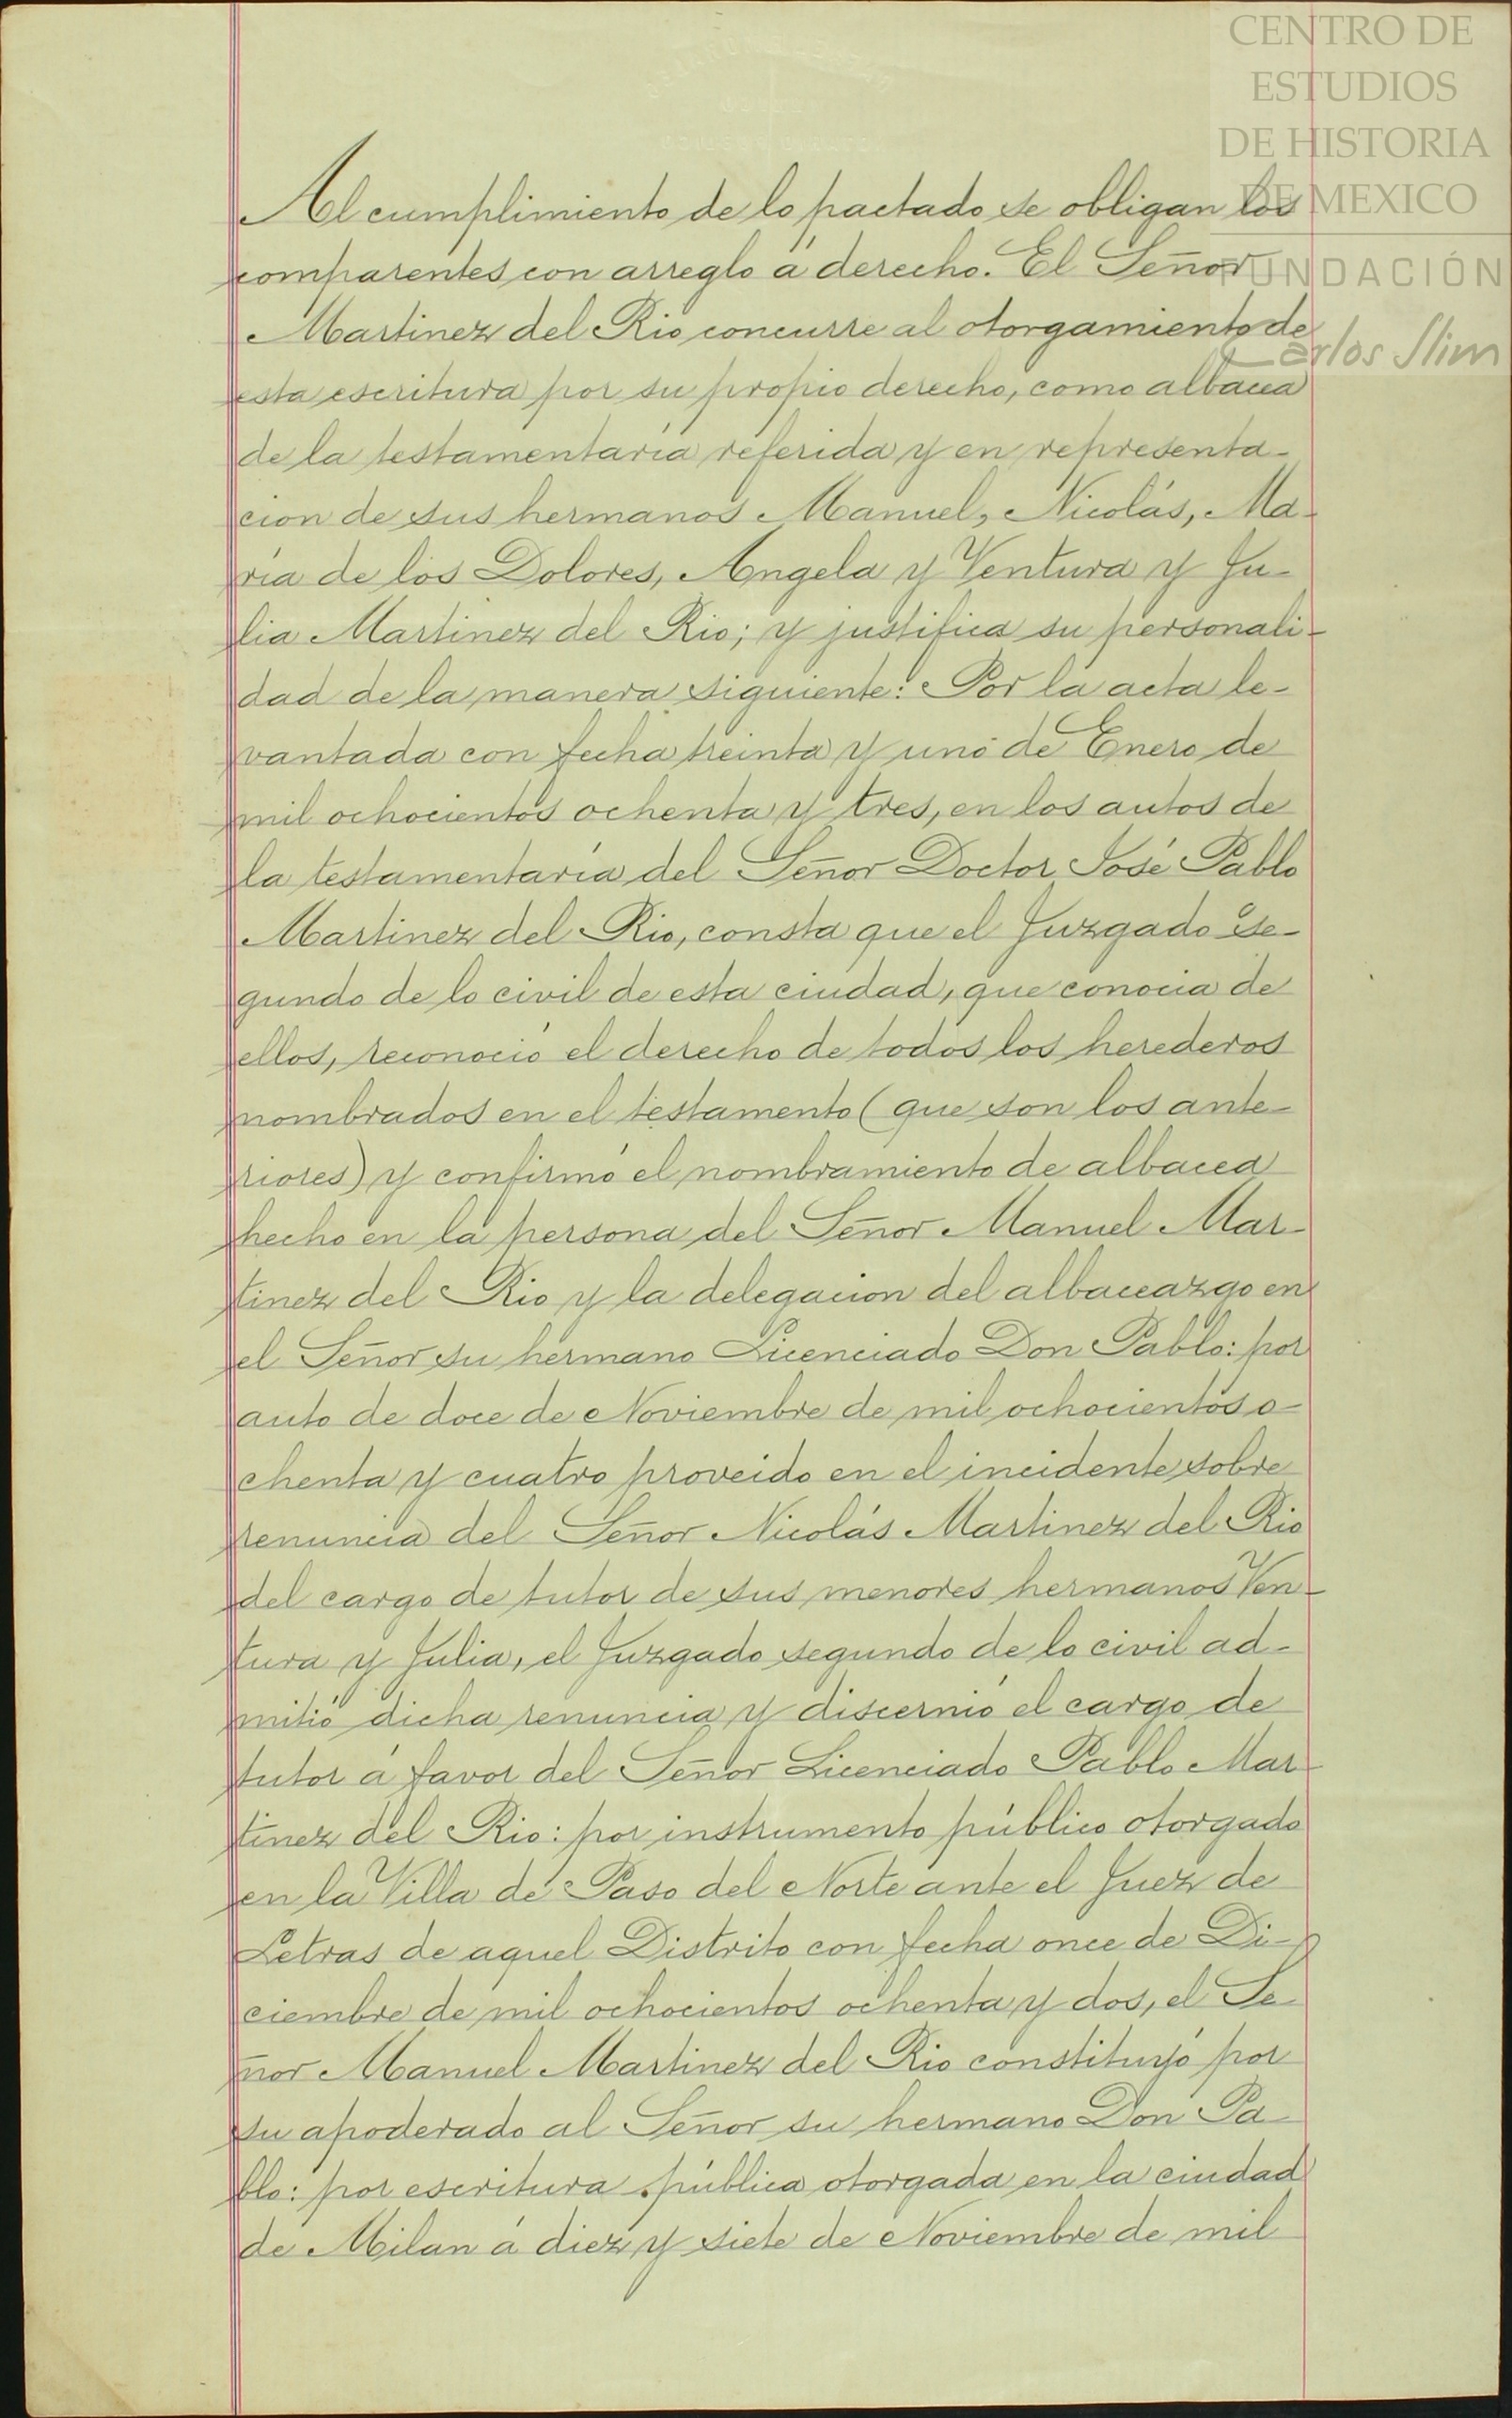 CENTRO DE
ESTUDIOS
DE HISTORIA
DE MEXICO
FUNDACIÓN
Carlos Slim
Al cumplimiento de lo pactado se obligan los
comparentes con arreglo á derecho. El Señor
Martinez del Rio concurre al otorgamiento de
esta escritura por su propio derecho, como albacea
de la testamentaría referida y en representa-
cion de sus hermanos Manuel, Nicolás, Ma-
ría de los Dolores, Angela y Ventura y Ju-
lia Martinez del Rio; y justifica su personali-
dad de la manera siguiente: Por la acta le-
vantada con fecha treinta y uno de Enero de
mil ochocientos ochenta y tres, en los autos de
la testamentaría del Señor Doctor José Pablo
Martinez del Rio, consta que el Juzgado Se-
gundo de lo civil de esta ciudad, que conocia de
ellos, reconoció el derecho de todos los herederos
nombrados en el testamento (que son los ante-
riores) y confirmó el nombramiento de albacea
hecho en la persona del Señor Manuel Mar-
tinez del Rio y la delegacion del albaceazgo en
el Señor su hermano Licenciado Don Pablo: por
auto de doce de Noviembre de mil ochocientos o-
chenta y cuatro proveido en el incidente sobre
renuncia del Señor Nicolás Martinez del Rio
del cargo de tutor de sus menores hermanos Ven-
tura y Julia, el Juzgado segundo de lo civil ad-
mitió dicha renuncia y discernió el cargo de
tutor á favor del Señor Licenciado Pablo Mar-
tinez del Rio: por instrumento público otorgado
en la Villa de Paso del Norte ante el Juez de
Letras de aquel Distrito con fecha once de Di-
ciembre de mil ochocientos ochenta y dos, el Se-
ñor Manuel Martinez del Rio constituyó por
su apoderado al Señor su hermano Don Pa-
blo: por escritura pública otorgada en la ciudad
de Milan á diez y siete de Noviembre de mil